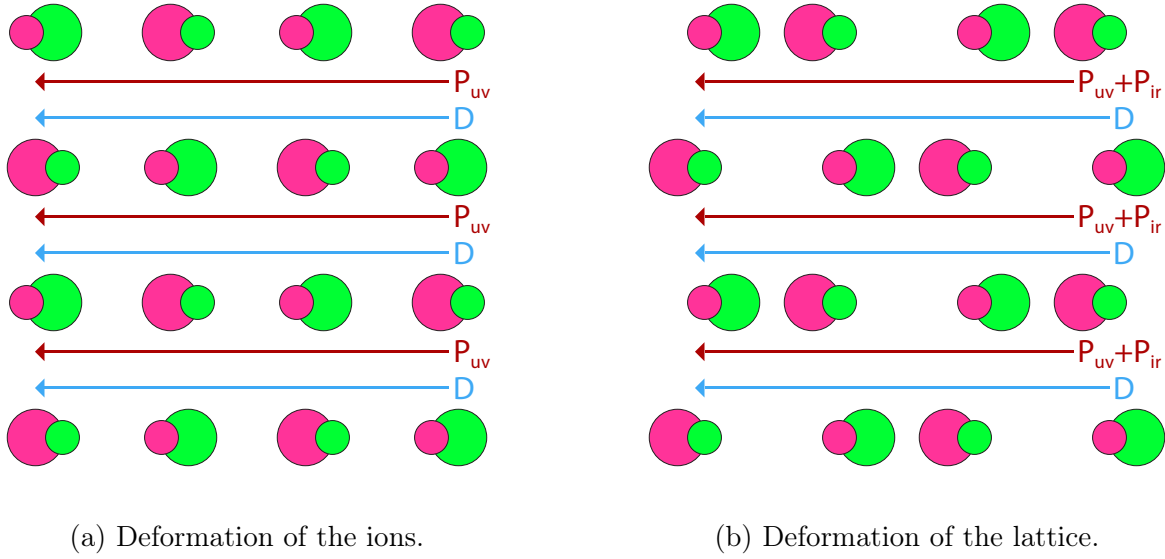 P_uv
D
P_uv
D
P_uv
D
(a) Deformation of the ions.
P_uv+P_ir
D
P_uv+P_ir
D
P_uv+P_ir
D
(b) Deformation of the lattice.